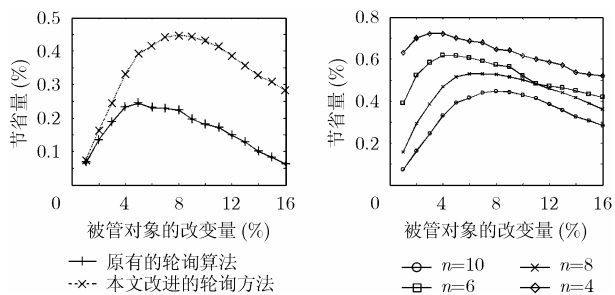 0.5
0.4
0.3
0.2
0.1
0 4 8 12 16
节省量 (%)
被管对象的改变量 (%)
原有的轮询算法
本文改进的轮询方法
0.8
0.6
0.4
0.2
0 4 8 12 16
节省量 (%)
被管对象的改变量 (%)
n=10 n=8
n=6 n=4